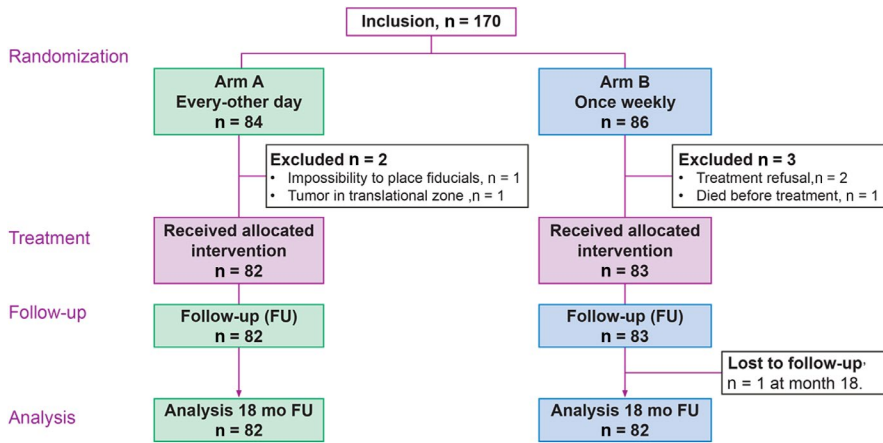 Inclusion, n = 170
Randomization
Arm A
Every-other day
n = 84
Arm B
Once weekly
n = 86
Excluded n = 2
• Impossibility to place fiducials, n = 1
• Tumor in translational zone ,n = 1
Excluded n = 3
• Treatment refusal,n = 2
• Died before treatment, n = 1
Treatment
Received allocated
intervention
n = 82
Received allocated
intervention
n = 83
Follow-up
Follow-up (FU)
n = 82
Follow-up (FU)
n = 83
Lost to follow-up,
n = 1 at month 18.
Analysis
Analysis 18 mo FU
n = 82
Analysis 18 mo FU
n = 82